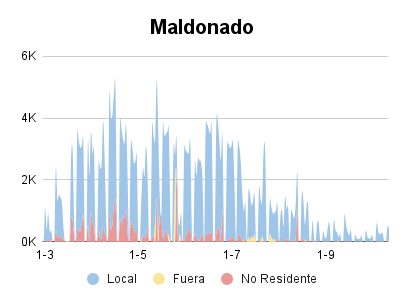 Maldonado
6K
4K
2K
0K
1-3 1-5 1-7 1-9
Local Fuera No Residente